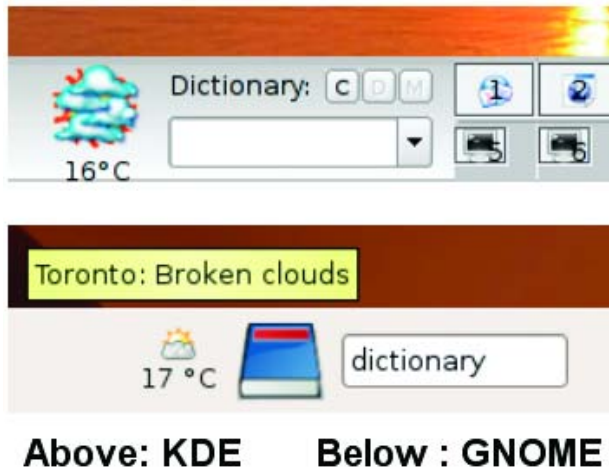 Dictionary: C D M 1 2
5 6
16°C
Toronto: Broken clouds
17 °C dictionary
Above: KDE Below : GNOME